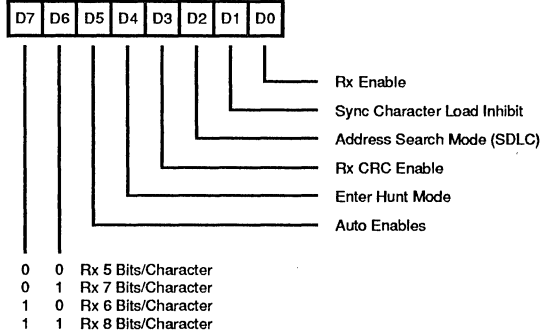 D7 D6 D5 D4 D3 D2 D1 D0
Rx Enable
Sync Character Load Inhibit
Address Search Mode (SDLC)
Rx CRC Enable
Enter Hunt Mode
Auto Enables
0 0 Rx 5 Bits/Character
0 1 Rx 7 Bits/Character
1 0 Rx 6 Bits/Character
1 1 Rx 8 Bits/Character